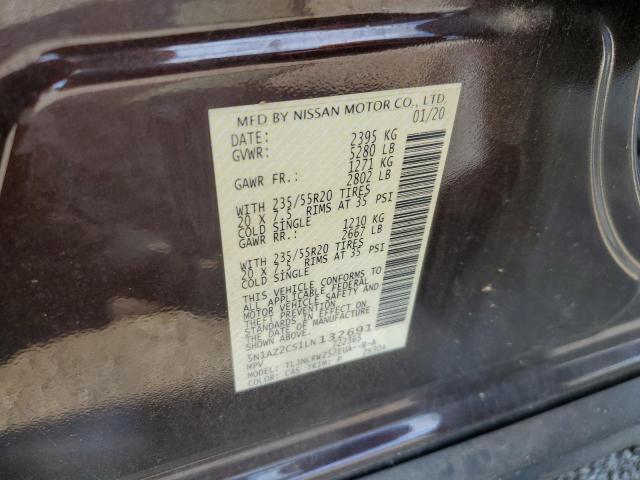 MFD BY NISSAN MOTOR CO., LTD.
DATE: 01/20
GVWR: 2395 KG
5280 LB
GAWR FR.: 1271 KG
2802 LB
WITH 235/55R20 TIRES
20 X 7.5 RIMS AT 35 PSI
COLD SINGLE
GAWR RR.: 1210 KG
2667 LB
WITH 235/55R20 TIRES
20 X 7.5 RIMS AT 35 PSI
COLD SINGLE
THIS VEHICLE CONFORMS TO
ALL APPLICABLE FEDERAL
MOTOR VEHICLE SAFETY AND
THEFT PREVENTION STANDARDS
IN EFFECT ON THE DATE OF MANUFACTURE
SHOWN ABOVE.
5N1AZ2CS1LN132691
MPV
MODEL:
COLOR: CAS TRIM: P